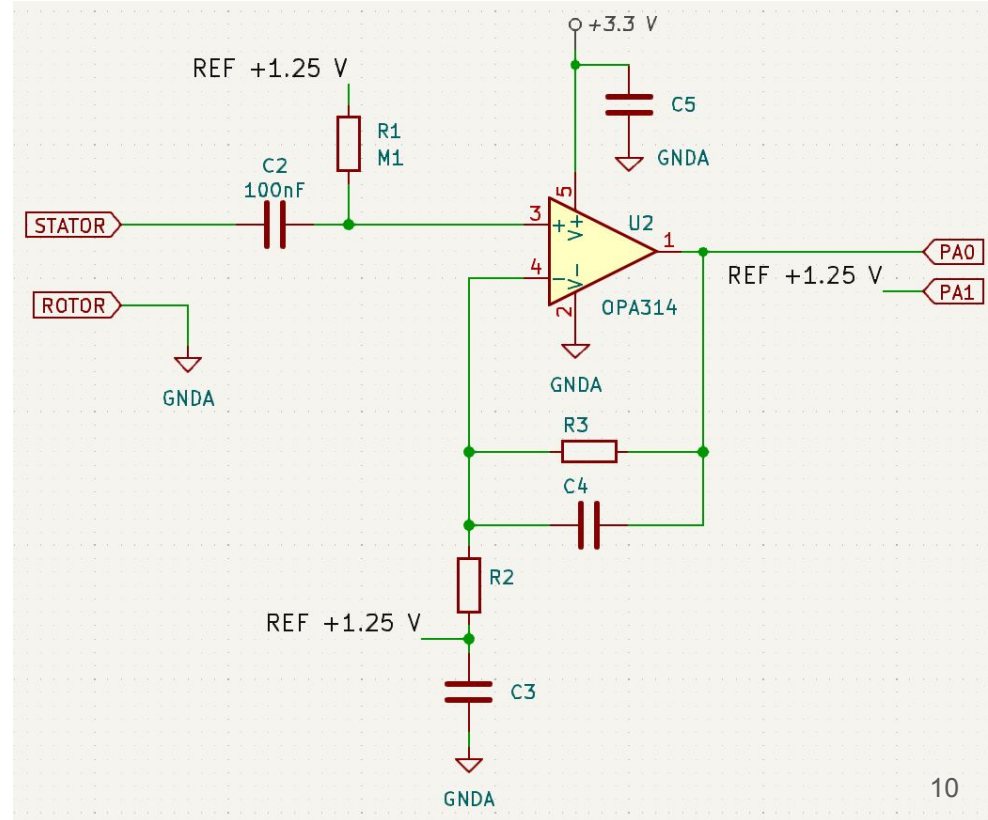 +3.3 V
REF +1.25 V
C5
R1
M1
GNDA
C2
100nF
5
U2
STATOR
3
+
V+
1
PA0
REF +1.25 V
4
-
V-
PA1
ROTOR
2
OPA314
GNDA
GNDA
R3
C4
R2
REF +1.25 V
C3
10
GNDA